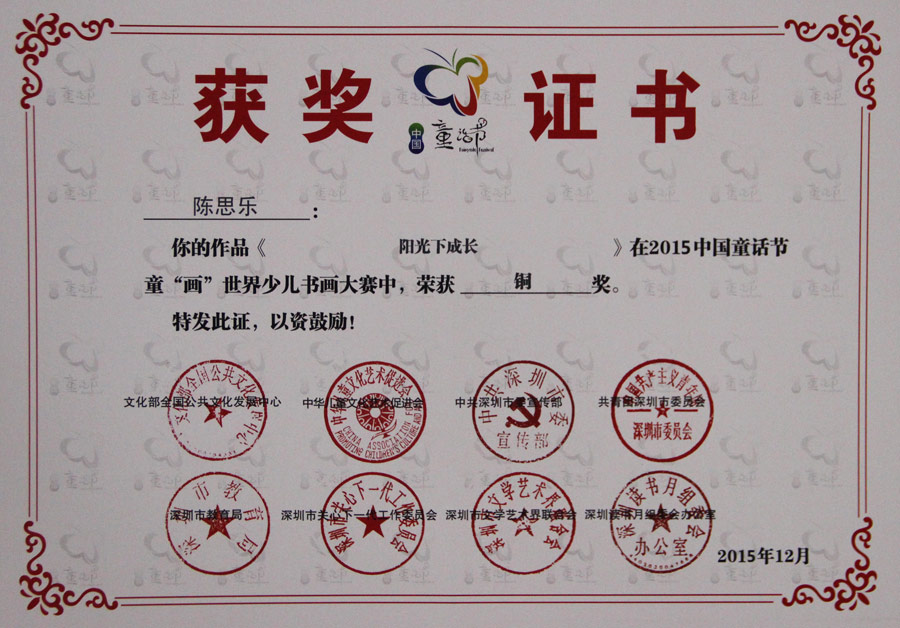 获奖证书
中国
童话节
陈思乐:
你的作品《 阳光下成长 》在2015中国童话节
童“画”世界少儿书画大赛中，荣获 铜 奖。
特发此证，以资鼓励！
文化部全国公共文化发展中心 中华儿童文化艺术促进会 中共深圳市委宣传部 共青团深圳市委员会
深圳市教育局 深圳市关心下一代工作委员会 深圳市文学艺术界联合会 深圳读书月组委会办公室
2015年12月